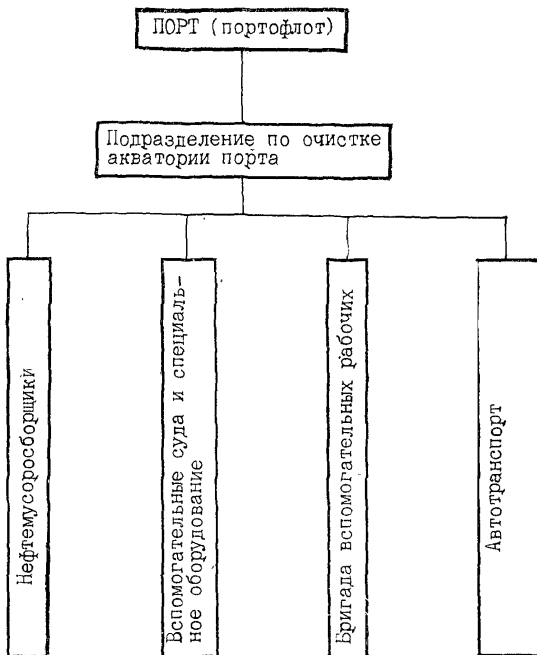 ПОРТ (портофлот)
Подразделение по очистке
акватории порта
Нефтемусоросборщики
Вспомогательные суда и специаль-
ное оборудование
Бригада вспомогательных рабочих
Автотранспорт